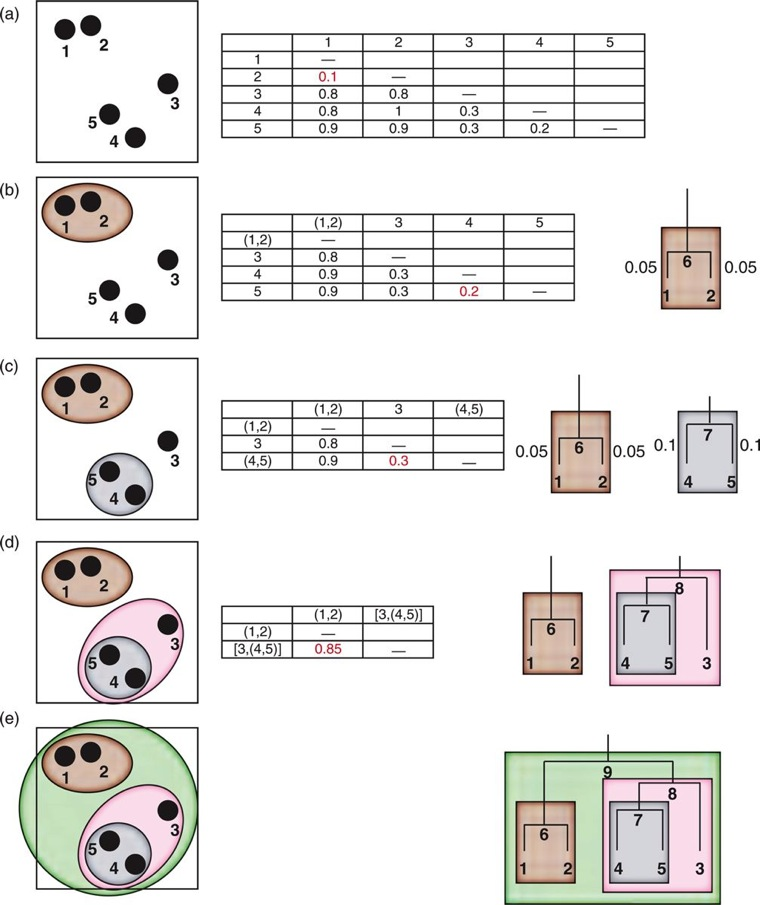 (a)
1 2 3 5 4
1 2 3 4 5
1 —
2 0.1 —
3 0.8 0.8 —
4 0.8 1 0.3 —
5 0.9 0.9 0.3 0.2 —
(b)
1 2 3 5 4
(1,2) 3 4 5
(1,2) —
3 0.8 —
4 0.9 0.3 —
5 0.9 0.3 0.2 —
0.05 6 0.05
1 2
(c)
1 2 3 5 4
(1,2) 3 (4,5)
(1,2) —
3 0.8 —
(4,5) 0.9 0.3 —
0.05 6 0.05
1 2
0.1 7 0.1
4 5
(d)
1 2 3 5 4
(1,2) [3,(4,5)]
(1,2) —
[3,(4,5)] 0.85 —
6
1 2
8
7
4 5 3
(e)
1 2 3 5 4
9
8
6 7
1 2 4 5 3